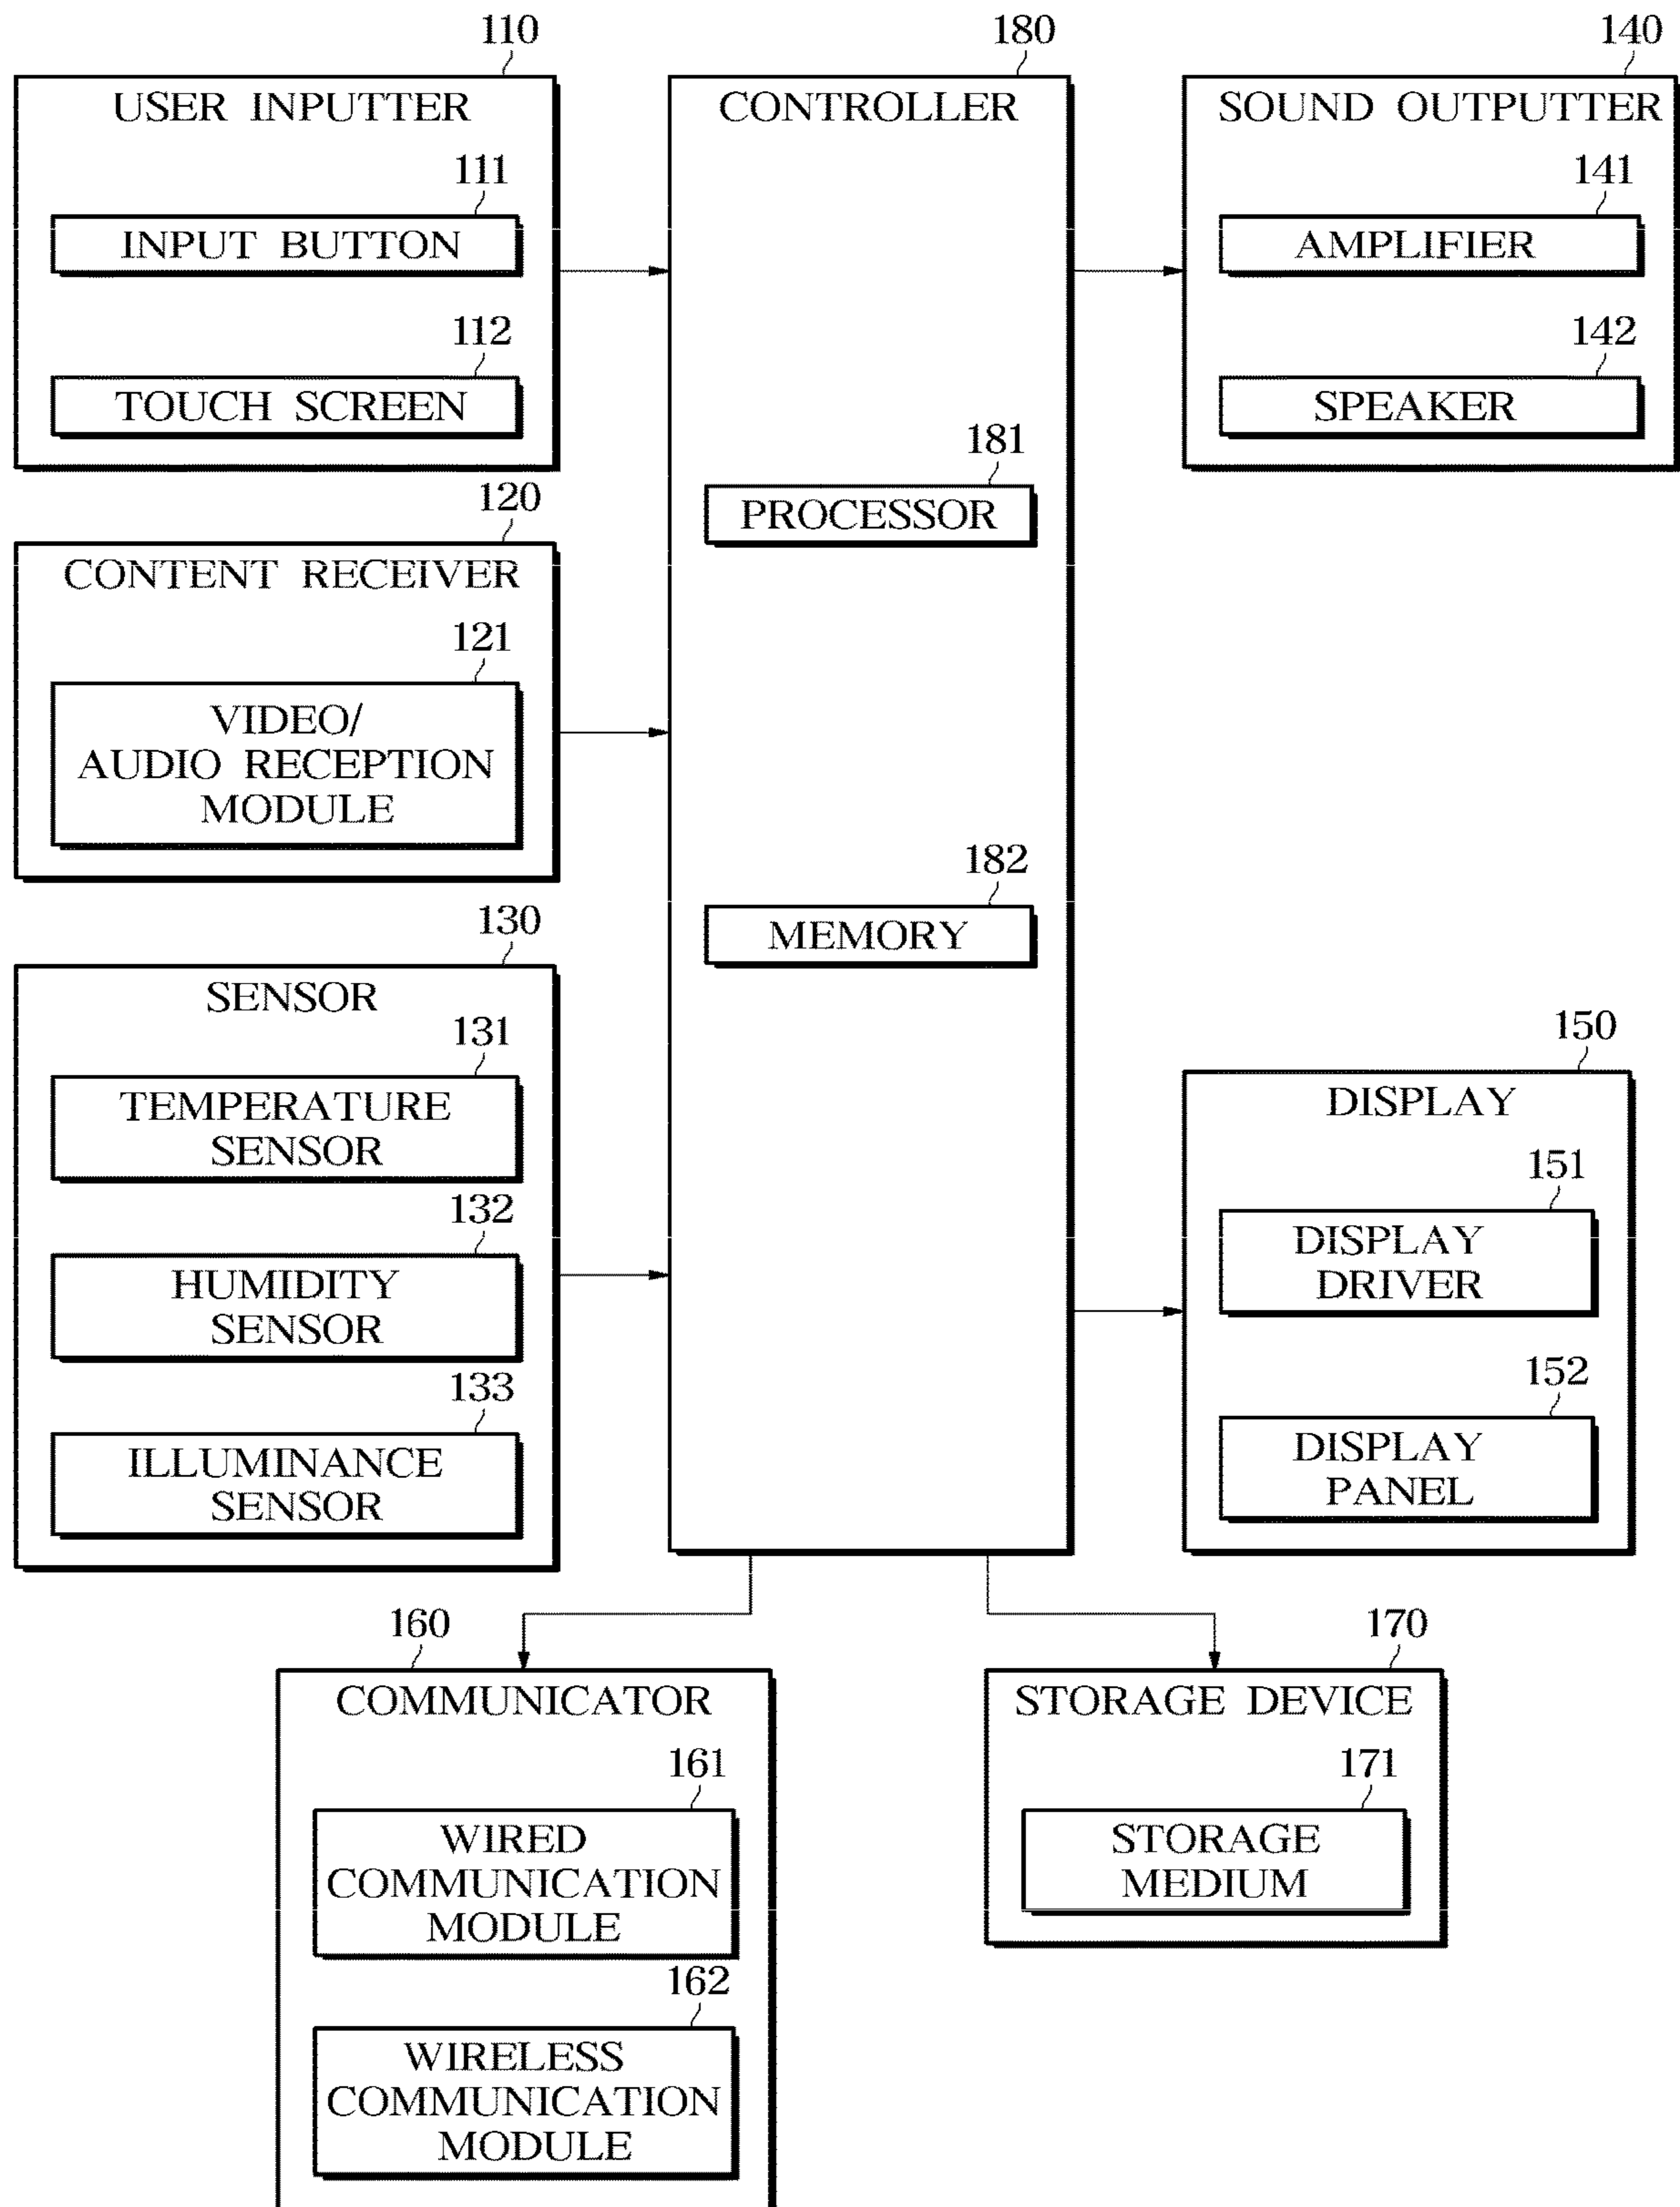 110
USER INPUTTER
111
INPUT BUTTON
112
TOUCH SCREEN
120
CONTENT RECEIVER
121
VIDEO/
AUDIO RECEPTION
MODULE
130
SENSOR
131
TEMPERATURE
SENSOR
132
HUMIDITY
SENSOR
133
ILLUMINANCE
SENSOR
180
CONTROLLER
181
PROCESSOR
182
MEMORY
140
SOUND OUTPUTTER
141
AMPLIFIER
142
SPEAKER
150
DISPLAY
151
DISPLAY
DRIVER
152
DISPLAY
PANEL
160
COMMUNICATOR
161
WIRED
COMMUNICATION
MODULE
162
WIRELESS
COMMUNICATION
MODULE
170
STORAGE DEVICE
171
STORAGE
MEDIUM